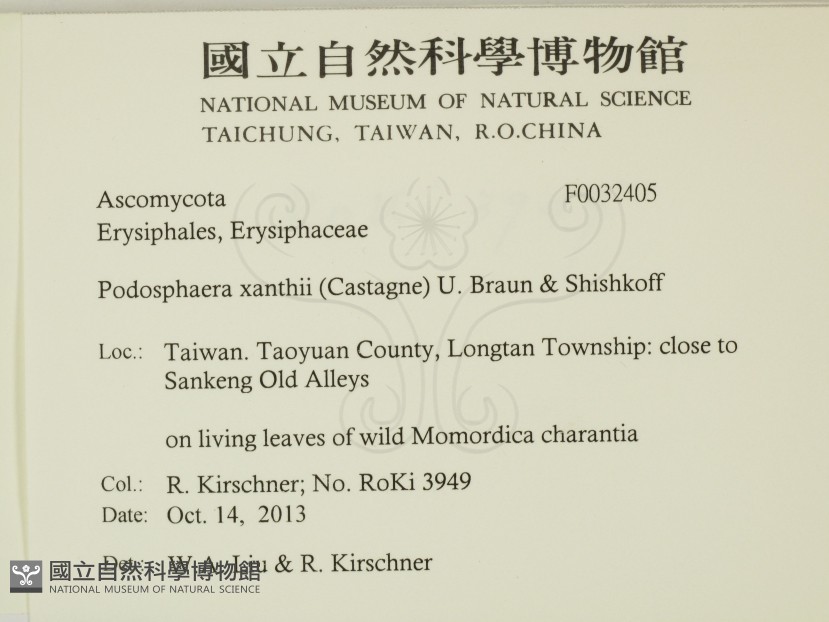 國立自然科學博物館
NATIONAL MUSEUM OF NATURAL SCIENCE
TAICHUNG, TAIWAN, R.O.CHINA
Ascomycota F0032405
Erysiphales, Erysiphaceae
Podosphaera xanthii (Castagne) U. Braun & Shishkoff
Loc.: Taiwan. Taoyuan County, Longtan Township: close to
Sankeng Old Alleys
on living leaves of wild Momordica charantia
Col.: R. Kirschner; No. RoKi 3949
Date: Oct. 14, 2013
Det.: W. A. Liu & R. Kirschner
國立自然科學博物館
NATIONAL MUSEUM OF NATURAL SCIENCE